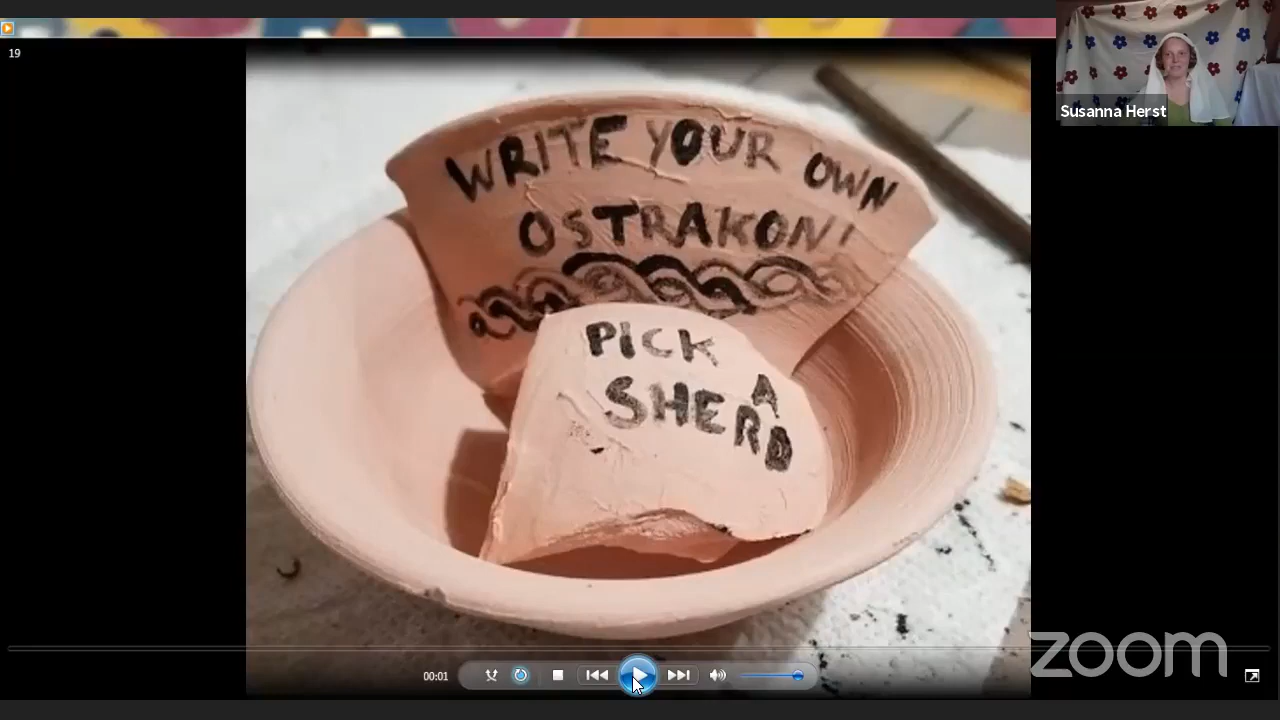 19
Susanna Herst
WRITE YOUR OWN
OSTRAKON!
PICK
A
SHERD
00:01
zoom